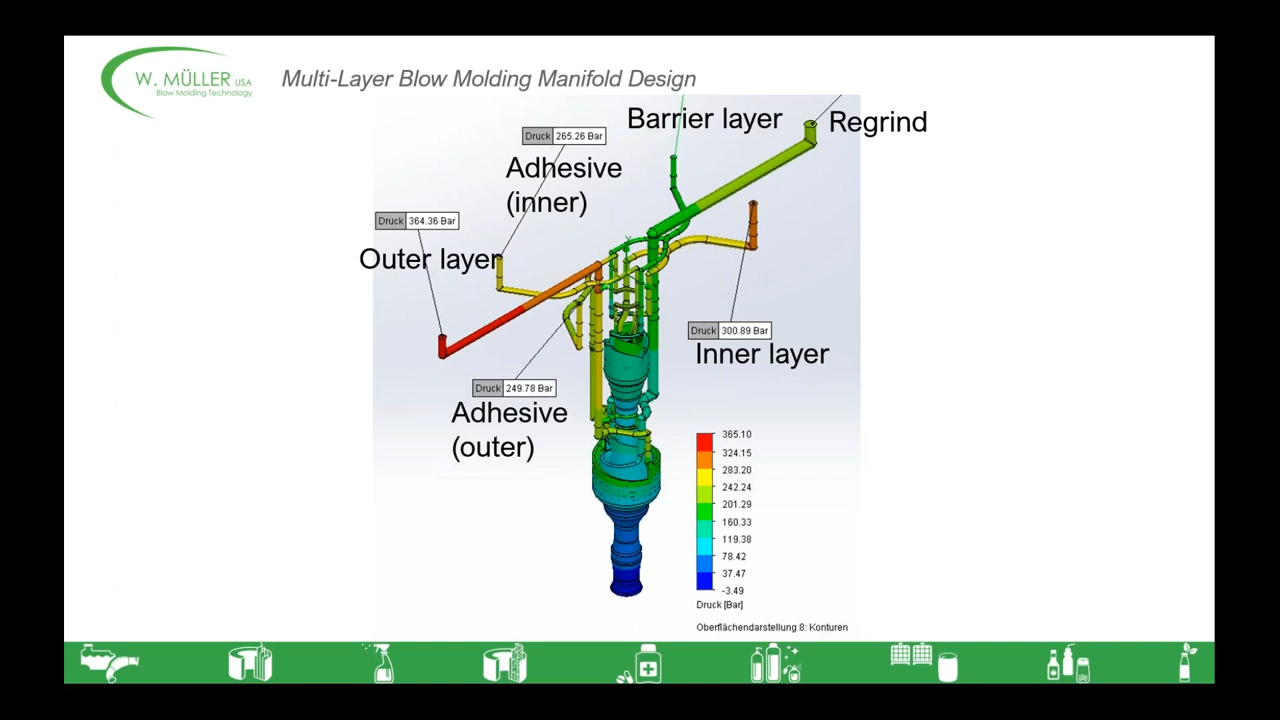 W. MÜLLER USA
Blow Molding Technology
Multi-Layer Blow Molding Manifold Design
Barrier layer
Regrind
Druck 265.26 Bar
Adhesive
(inner)
Druck 364.36 Bar
Outer layer
Druck 300.89 Bar
Inner layer
Druck 249.78 Bar
Adhesive
(outer)
365.10
324.15
283.20
242.24
201.29
160.33
119.38
78.42
37.47
-3.49
Druck [Bar]
Oberflächendarstellung 8: Konturen